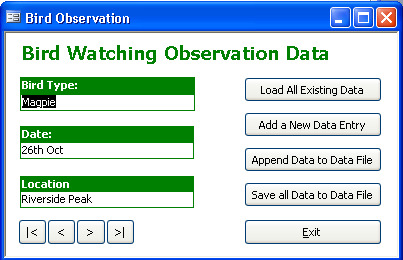 Bird Observation
Bird Watching Observation Data
Bird Type:
Magpie
Date:
26th Oct
Location
Riverside Peak
Load All Existing Data
Add a New Data Entry
Append Data to Data File
Save all Data to Data File
|< < > >|
Exit